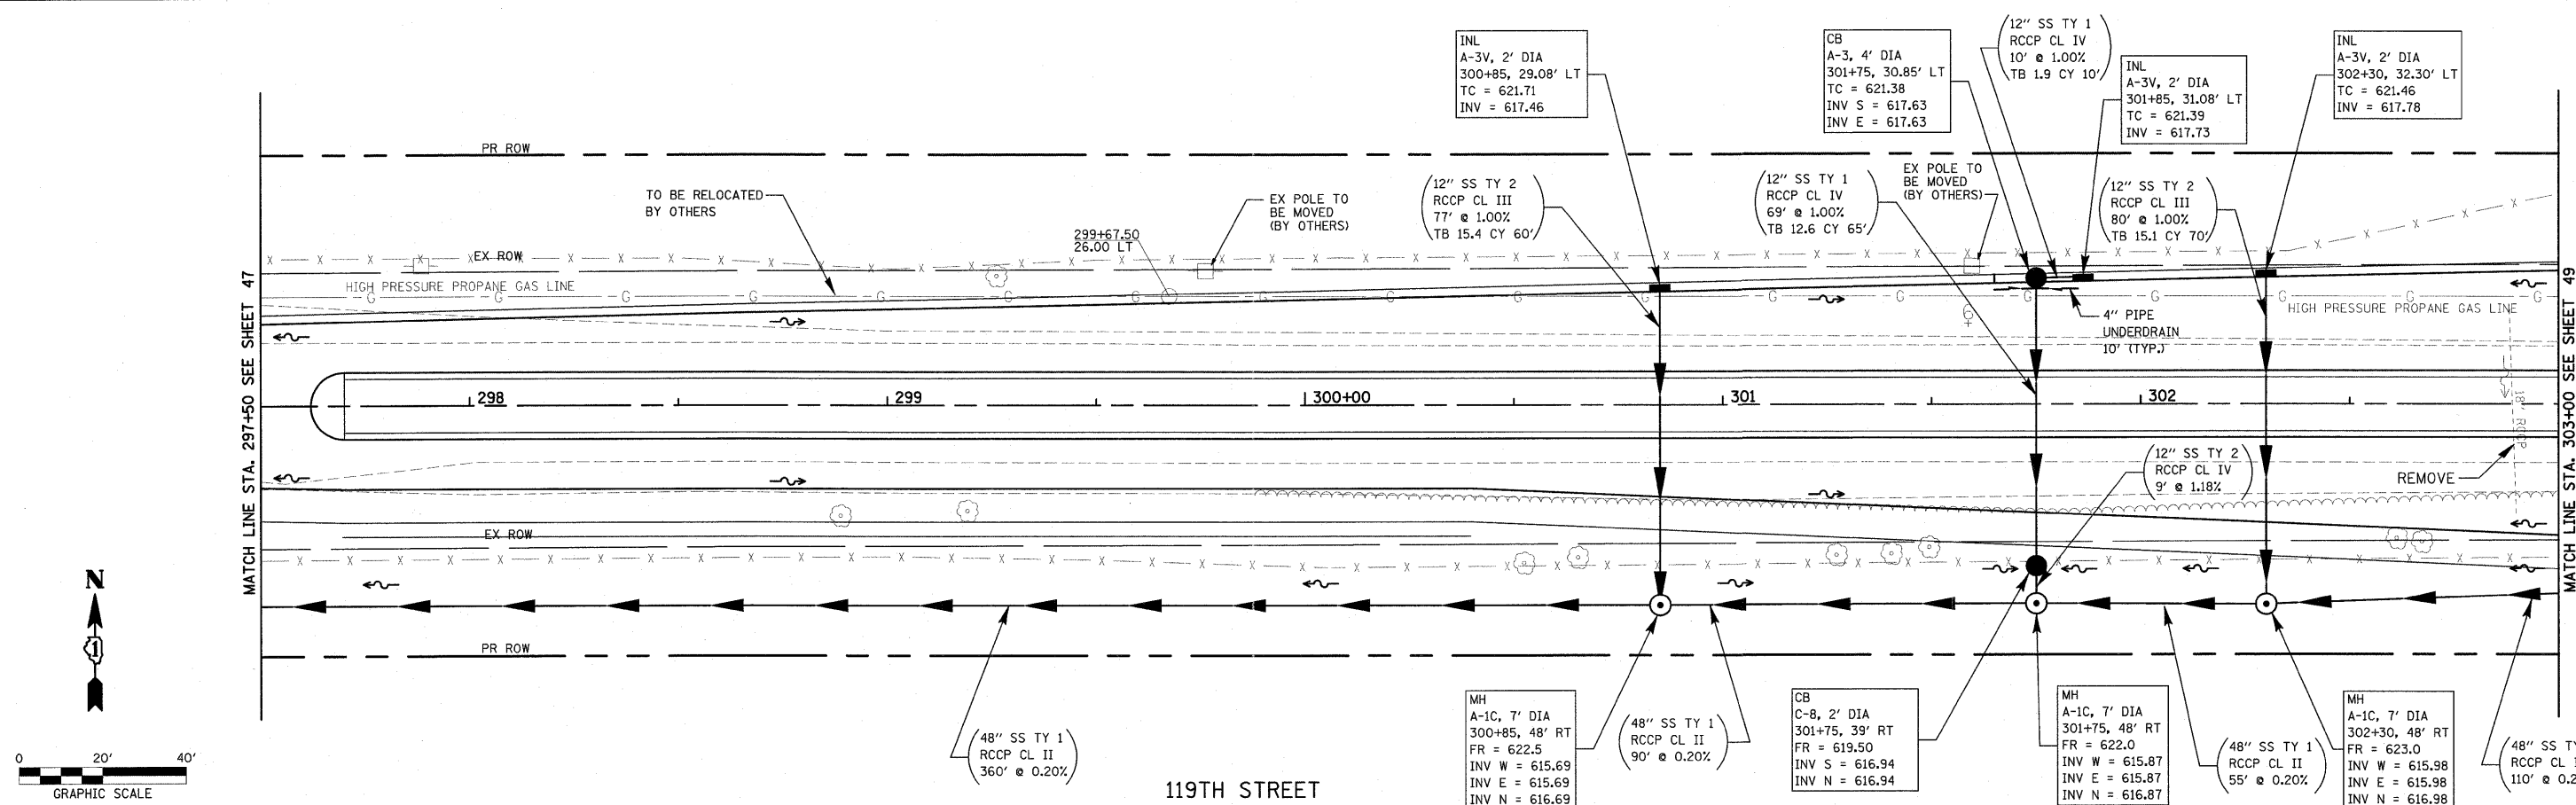 INL
A-3V, 2' DIA
300+85, 29.08' LT
TC = 621.71
INV = 617.46
CB
A-3, 4' DIA
301+75, 30.85' LT
TC = 621.38
INV S = 617.63
INV E = 617.63
12" SS TY 1
RCCP CL IV
10' @ 1.00%
TB 1.9 CY 10'
INL
A-3V, 2' DIA
301+85, 31.08' LT
TC = 621.39
INV = 617.73
INL
A-3V, 2' DIA
302+30, 32.30' LT
TC = 621.46
INV = 617.78
PR ROW
TO BE RELOCATED
BY OTHERS
299+67.50
26.00 LT
EX POLE TO
BE MOVED
(BY OTHERS)
12" SS TY 2
RCCP CL III
77' @ 1.00%
TB 15.4 CY 60'
12" SS TY 1
RCCP CL IV
69' @ 1.00%
TB 12.6 CY 65'
EX POLE TO
BE MOVED
(BY OTHERS)
12" SS TY 2
RCCP CL III
80' @ 1.00%
TB 15.1 CY 70'
EX ROW
HIGH PRESSURE PROPANE GAS LINE
HIGH PRESSURE PROPANE GAS LINE
4" PIPE
UNDERDRAIN
10' (TYP.)
MATCH LINE STA. 297+50 SEE SHEET 47
298
299
300+00
301
302
18" RCCP
MATCH LINE STA. 303+00 SEE SHEET 49
12" SS TY 2
RCCP CL IV
9' @ 1.18%
REMOVE
EX ROW
PR ROW
N
1
0 20' 40'
GRAPHIC SCALE
48" SS TY 1
RCCP CL II
360' @ 0.20%
119TH STREET
MH
A-1C, 7' DIA
300+85, 48' RT
FR = 622.5
INV W = 615.69
INV E = 615.69
INV N = 616.69
48" SS TY 1
RCCP CL II
90' @ 0.20%
CB
C-8, 2' DIA
301+75, 39' RT
FR = 619.50
INV S = 616.94
INV N = 616.94
MH
A-1C, 7' DIA
301+75, 48' RT
FR = 622.0
INV W = 615.87
INV E = 615.87
INV N = 616.87
48" SS TY 1
RCCP CL II
55' @ 0.20%
MH
A-1C, 7' DIA
302+30, 48' RT
FR = 623.0
INV W = 615.98
INV E = 615.98
INV N = 616.98
48" SS TY
RCCP CL
110' @ 0.2